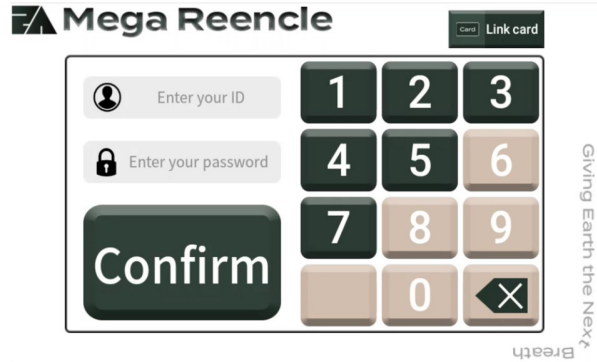 Mega Reencle
Card Link card
Enter your ID
Enter your password
Confirm
1 2 3
4 5 6
7 8 9
0
Giving Earth the Next
Breath